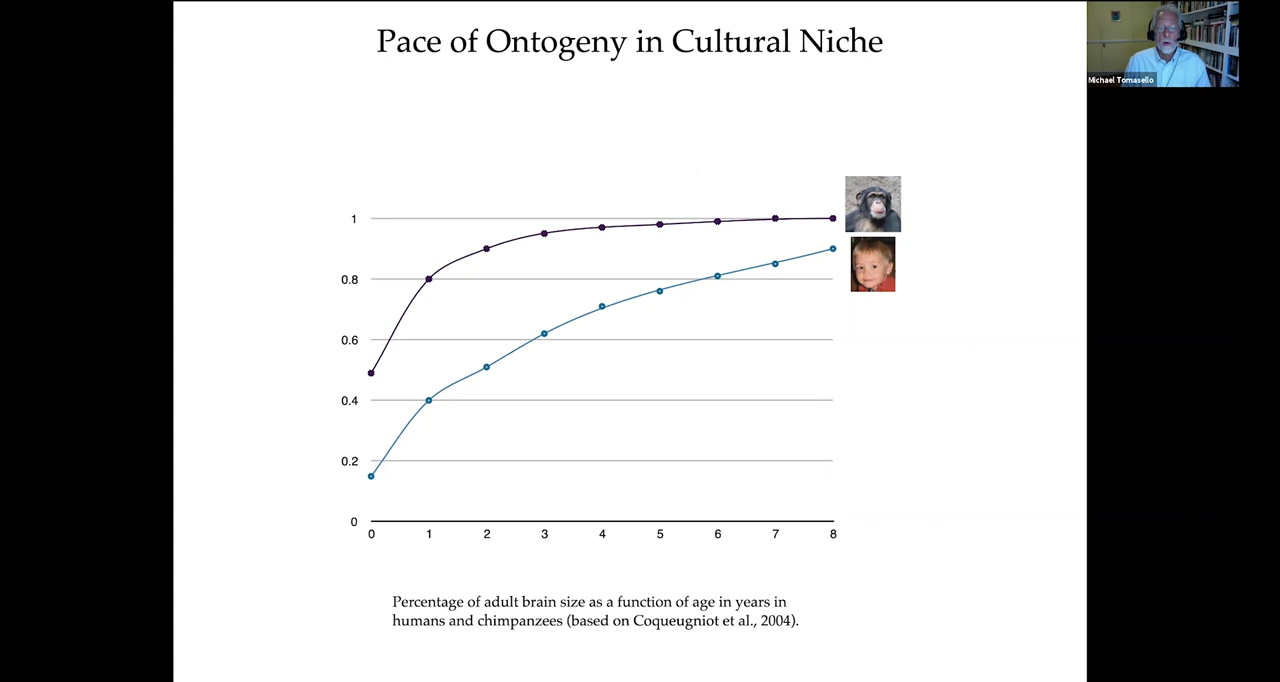 Pace of Ontogeny in Cultural Niche
Michael Tomasello
1
0.8
0.6
0.4
0.2
0
0 1 2 3 4 5 6 7 8
Percentage of adult brain size as a function of age in years in
humans and chimpanzees (based on Coqueugniot et al., 2004).